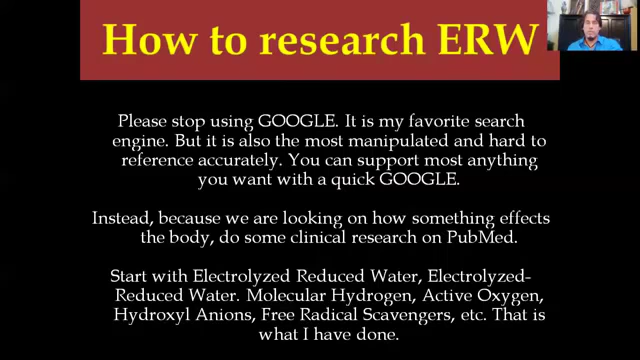 How to research ERW
Please stop using GOOGLE. It is my favorite search
engine. But it is also the most manipulated and hard to
reference accurately. You can support most anything
you want with a quick GOOGLE.
Instead, because we are looking on how something effects
the body, do some clinical research on PubMed.
Start with Electrolyzed Reduced Water, Electrolyzed-
Reduced Water. Molecular Hydrogen, Active Oxygen,
Hydroxyl Anions, Free Radical Scavengers, etc. That is
what I have done.